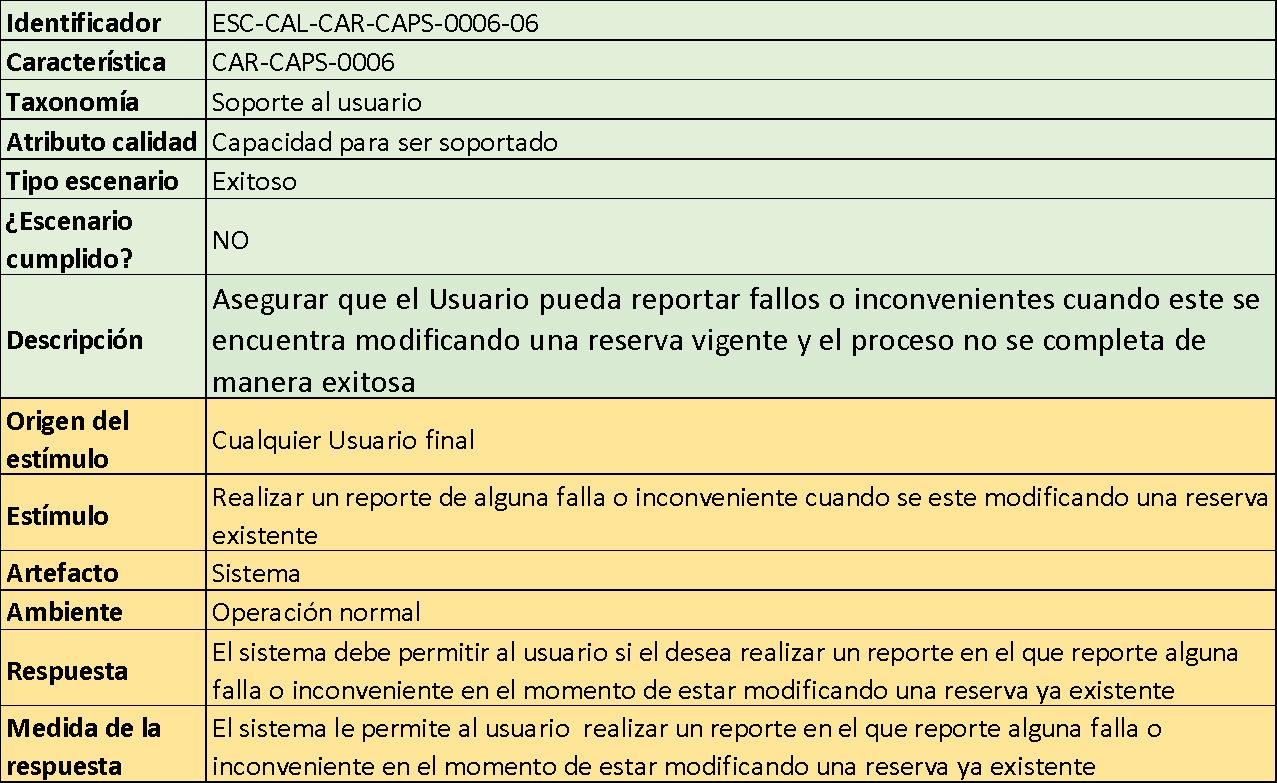 Identificador ESC-CAL-CAR-CAPS-0006-06
Característica CAR-CAPS-0006
Taxonomía Soporte al usuario
Atributo calidad Capacidad para ser soportado
Tipo escenario Exitoso
¿Escenario
cumplido?
NO
Descripción
Asegurar que el Usuario pueda reportar fallos o inconvenientes cuando este se
encuentra modificando una reserva vigente y el proceso no se completa de
manera exitosa
Origen del
estímulo
Cualquier Usuario final
Estímulo
Realizar un reporte de alguna falla o inconveniente cuando se este modificando una reserva
existente
Artefacto Sistema
Ambiente Operación normal
Respuesta
El sistema debe permitir al usuario si el desea realizar un reporte en el que reporte alguna
falla o inconveniente en el momento de estar modificando una reserva ya existente
Medida de la
respuesta
El sistema le permite al usuario  realizar un reporte en el que reporte alguna falla o
inconveniente en el momento de estar modificando una reserva ya existente